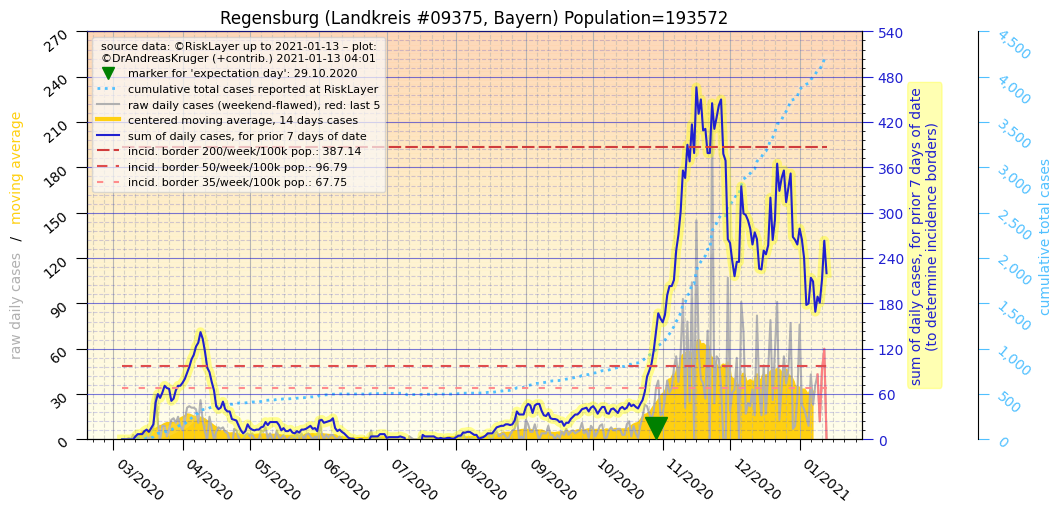 Regensburg (Landkreis #09375, Bayern) Population=193572
source data: ©RiskLayer up to 2021-01-13 – plot:
©DrAndreasKruger (+contrib.) 2021-01-13 04:01
marker for 'expectation day': 29.10.2020
cumulative total cases reported at RiskLayer
raw daily cases (weekend-flawed), red: last 5
centered moving average, 14 days cases
sum of daily cases, for prior 7 days of date
incid. border 200/week/100k pop.: 387.14
incid. border 50/week/100k pop.: 96.79
incid. border 35/week/100k pop.: 67.75
raw daily cases / moving average
270
240
210
180
150
120
90
60
30
0
03/2020
04/2020
05/2020
06/2020
07/2020
08/2020
09/2020
10/2020
11/2020
12/2020
01/2021
540
480
420
360
300
240
180
120
60
0
sum of daily cases, for prior 7 days of date
(to determine incidence borders)
4,500
4,000
3,500
3,000
2,500
2,000
1,500
1,000
500
0
cumulative total cases